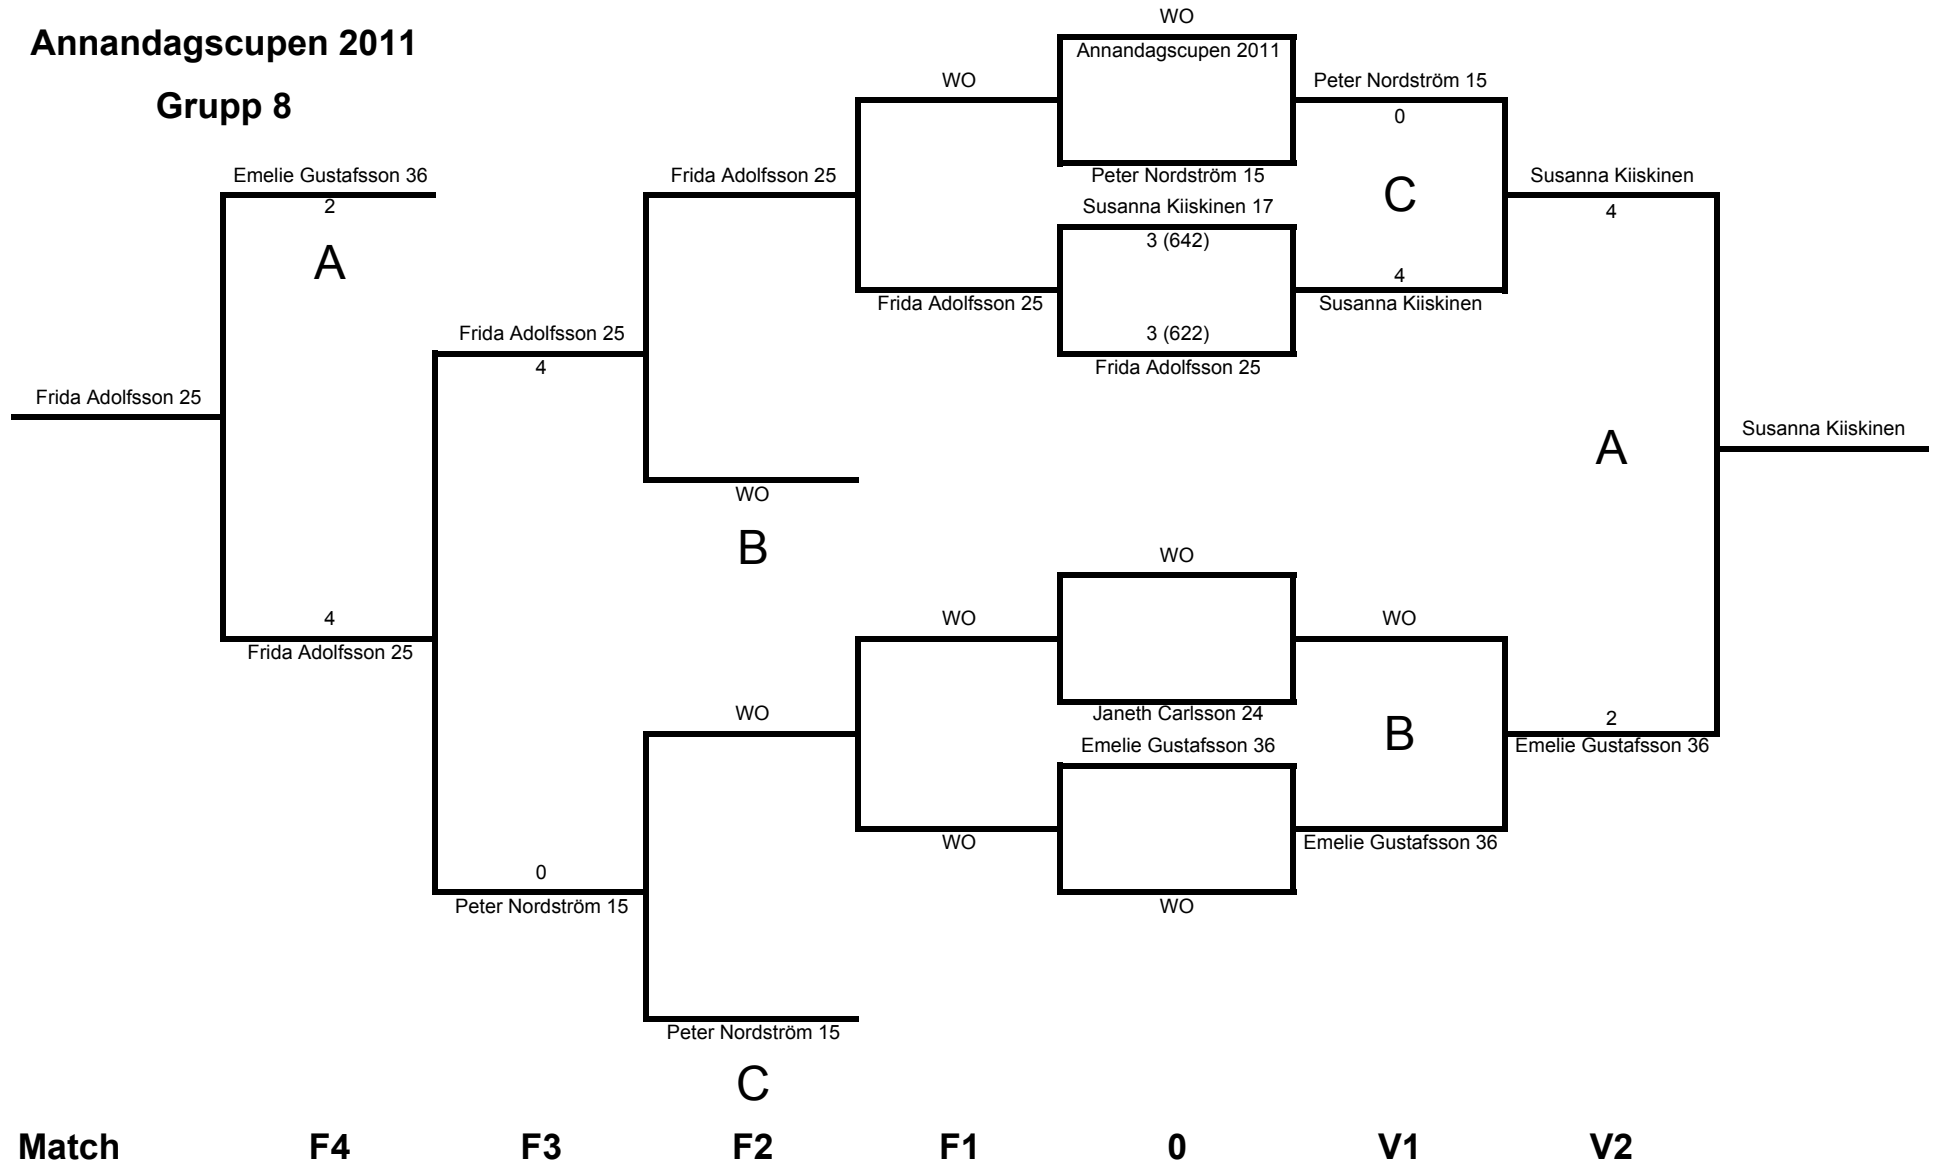 WO
Annandagscupen 2011
Annandagscupen 2011
WO
Peter Nordström 15
Grupp 8
0
Emelie Gustafsson 36
Frida Adolfsson 25
Peter Nordström 15
C
Susanna Kiiskinen
2
Susanna Kiiskinen 17
4
A
3 (642)
4
Frida Adolfsson 25
Susanna Kiiskinen
Frida Adolfsson 25
3 (622)
4
Frida Adolfsson 25
Frida Adolfsson 25
A
Susanna Kiiskinen
WO
B
WO
4
WO
WO
Frida Adolfsson 25
WO
Janeth Carlsson 24
B
2
Emelie Gustafsson 36
Emelie Gustafsson 36
WO
Emelie Gustafsson 36
0
Peter Nordström 15
WO
Peter Nordström 15
C
Match F4 F3 F2 F1 0 V1 V2